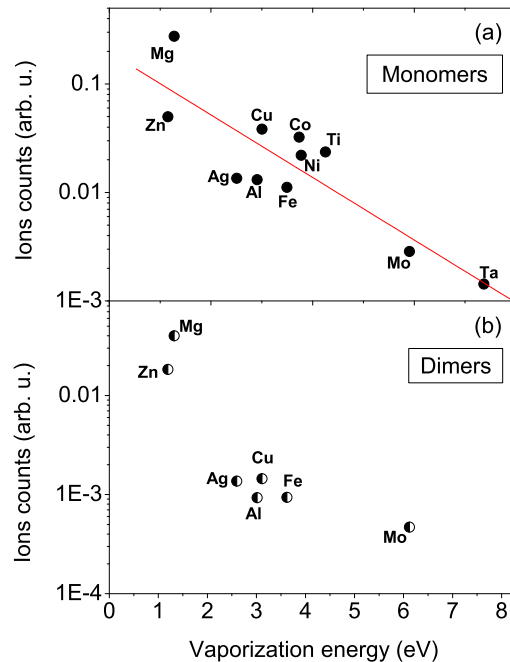 (a)
Monomers
Mg
0.1
Zn
Cu
Co
Ti
Ni
Ag
Al
Fe
0.01
Mo
Ta
1E-3
Ions counts (arb. u.)
(b)
Dimers
Mg
Zn
0.01
Ag
Cu
Fe
Al
1E-3
Mo
1E-4
Ions counts (arb. u.)
0 1 2 3 4 5 6 7 8
Vaporization energy (eV)